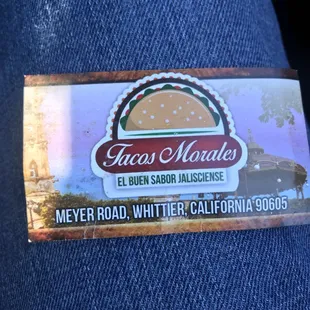 Tacos Morales
EL BUEN SABOR JALISCIENSE
MEYER ROAD, WHITTIER, CALIFORNIA 90605